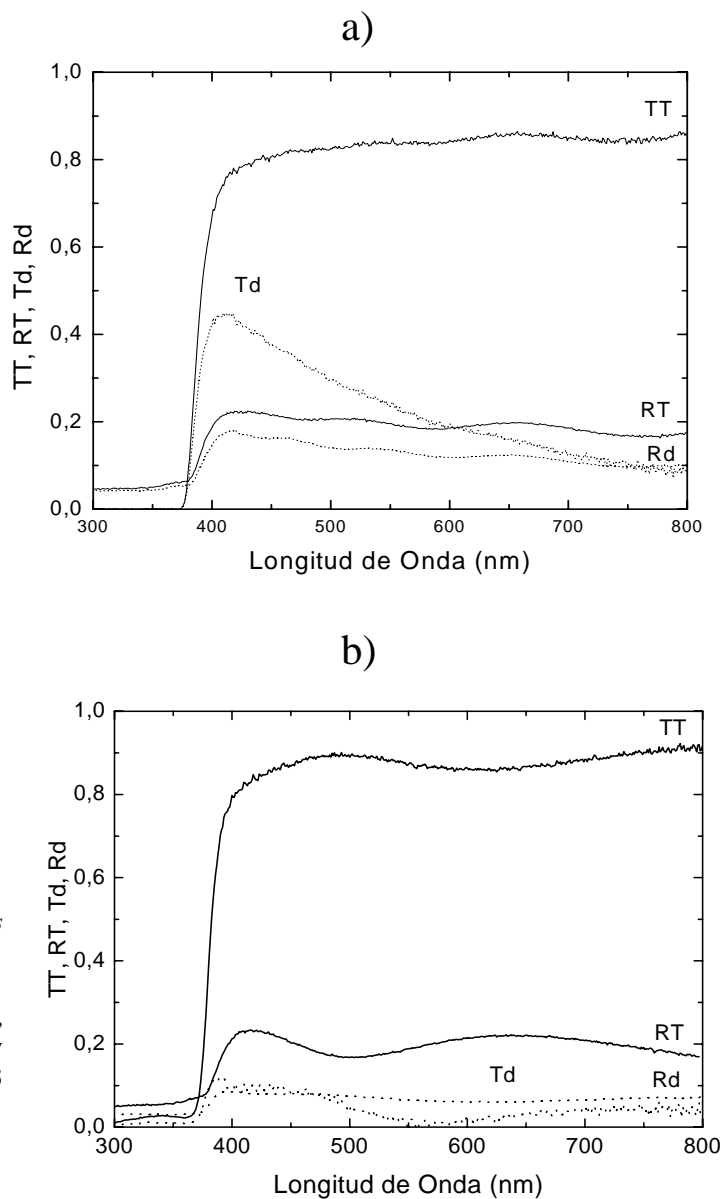 a)
1,0
0,8
0,6
0,4
0,2
0,0
TT, RT, Td, Rd
TT
Td
RT
Rd
300 400 500 600 700 800
Longitud de Onda (nm)
b)
1,0
0,8
0,6
0,4
0,2
0,0
TT, RT, Td, Rd
TT
RT
Td
Rd
300 400 500 600 700 800
Longitud de Onda (nm)